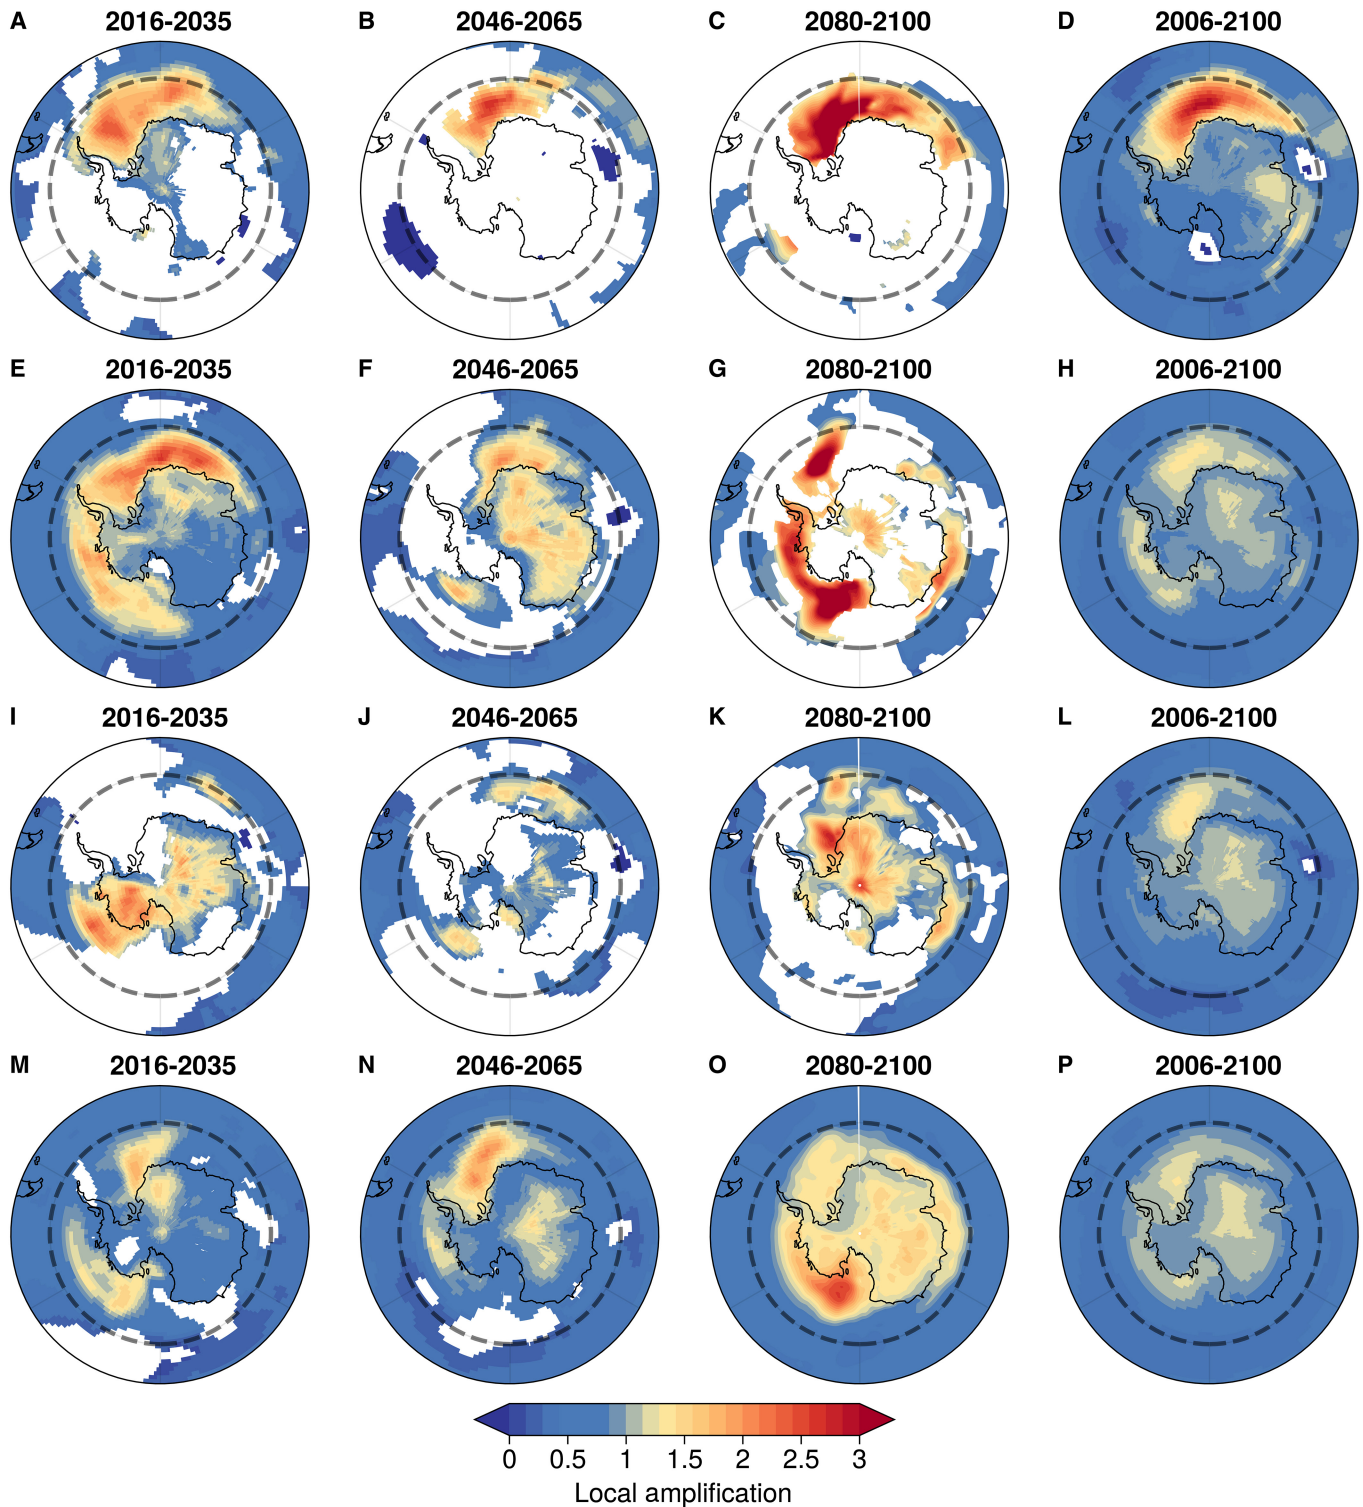 A 2016-2035 B 2046-2065 C 2080-2100 D 2006-2100
E 2016-2035 F 2046-2065 G 2080-2100 H 2006-2100
I 2016-2035 J 2046-2065 K 2080-2100 L 2006-2100
M 2016-2035 N 2046-2065 O 2080-2100 P 2006-2100
0 0.5 1 1.5 2 2.5 3
Local amplification